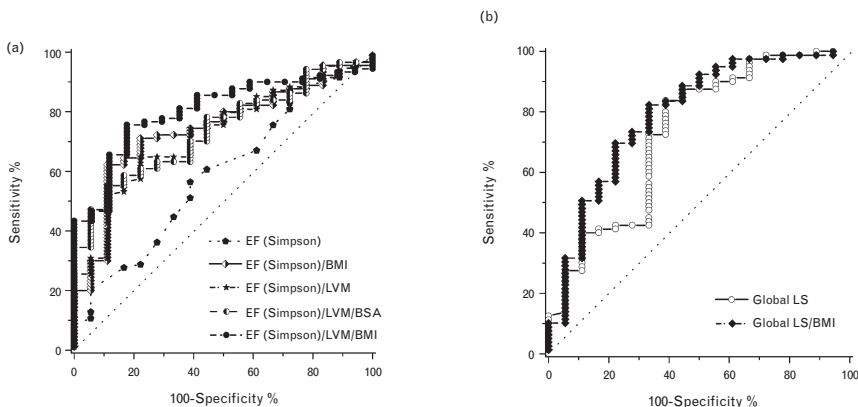 (a)
100
80
60
40
20
0
Sensitivity %
EF (Simpson)
EF (Simpson)/BMI
EF (Simpson)/LVM
EF (Simpson)/LVM/BSA
EF (Simpson)/LVM/BMI
0 20 40 60 80 100
100-Specificity %
(b)
100
80
60
40
20
0
Sensitivity %
Global LS
Global LS/BMI
0 20 40 60 80 100
100-Specificity %